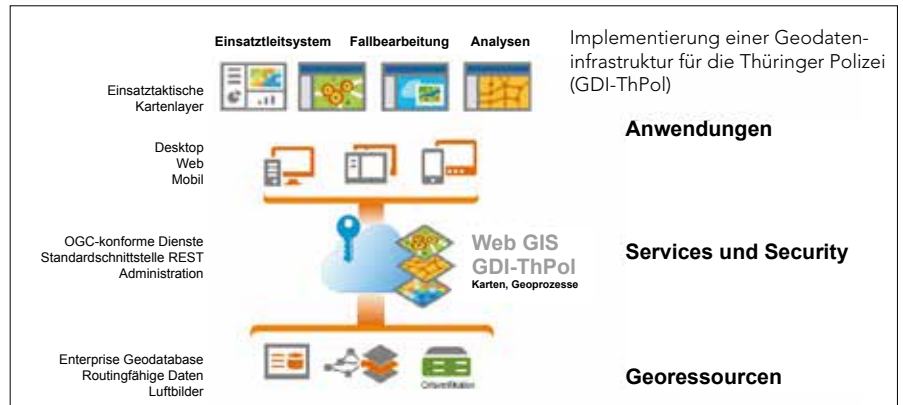 Einsatzleitsystem Fallbearbeitung Analysen
Implementierung einer Geodaten-
infrastruktur für die Thüringer Polizei
(GDI-ThPol)
Einsatztaktische
Kartenlayer
Anwendungen
Desktop
Web
Mobil
OGC-konforme Dienste
Standardschnittstelle REST
Administration
Web GIS
GDI-ThPol
Karten, Geoprozesse
Services und Security
Enterprise Geodatabase
Routingfähige Daten
Luftbilder
Georessourcen